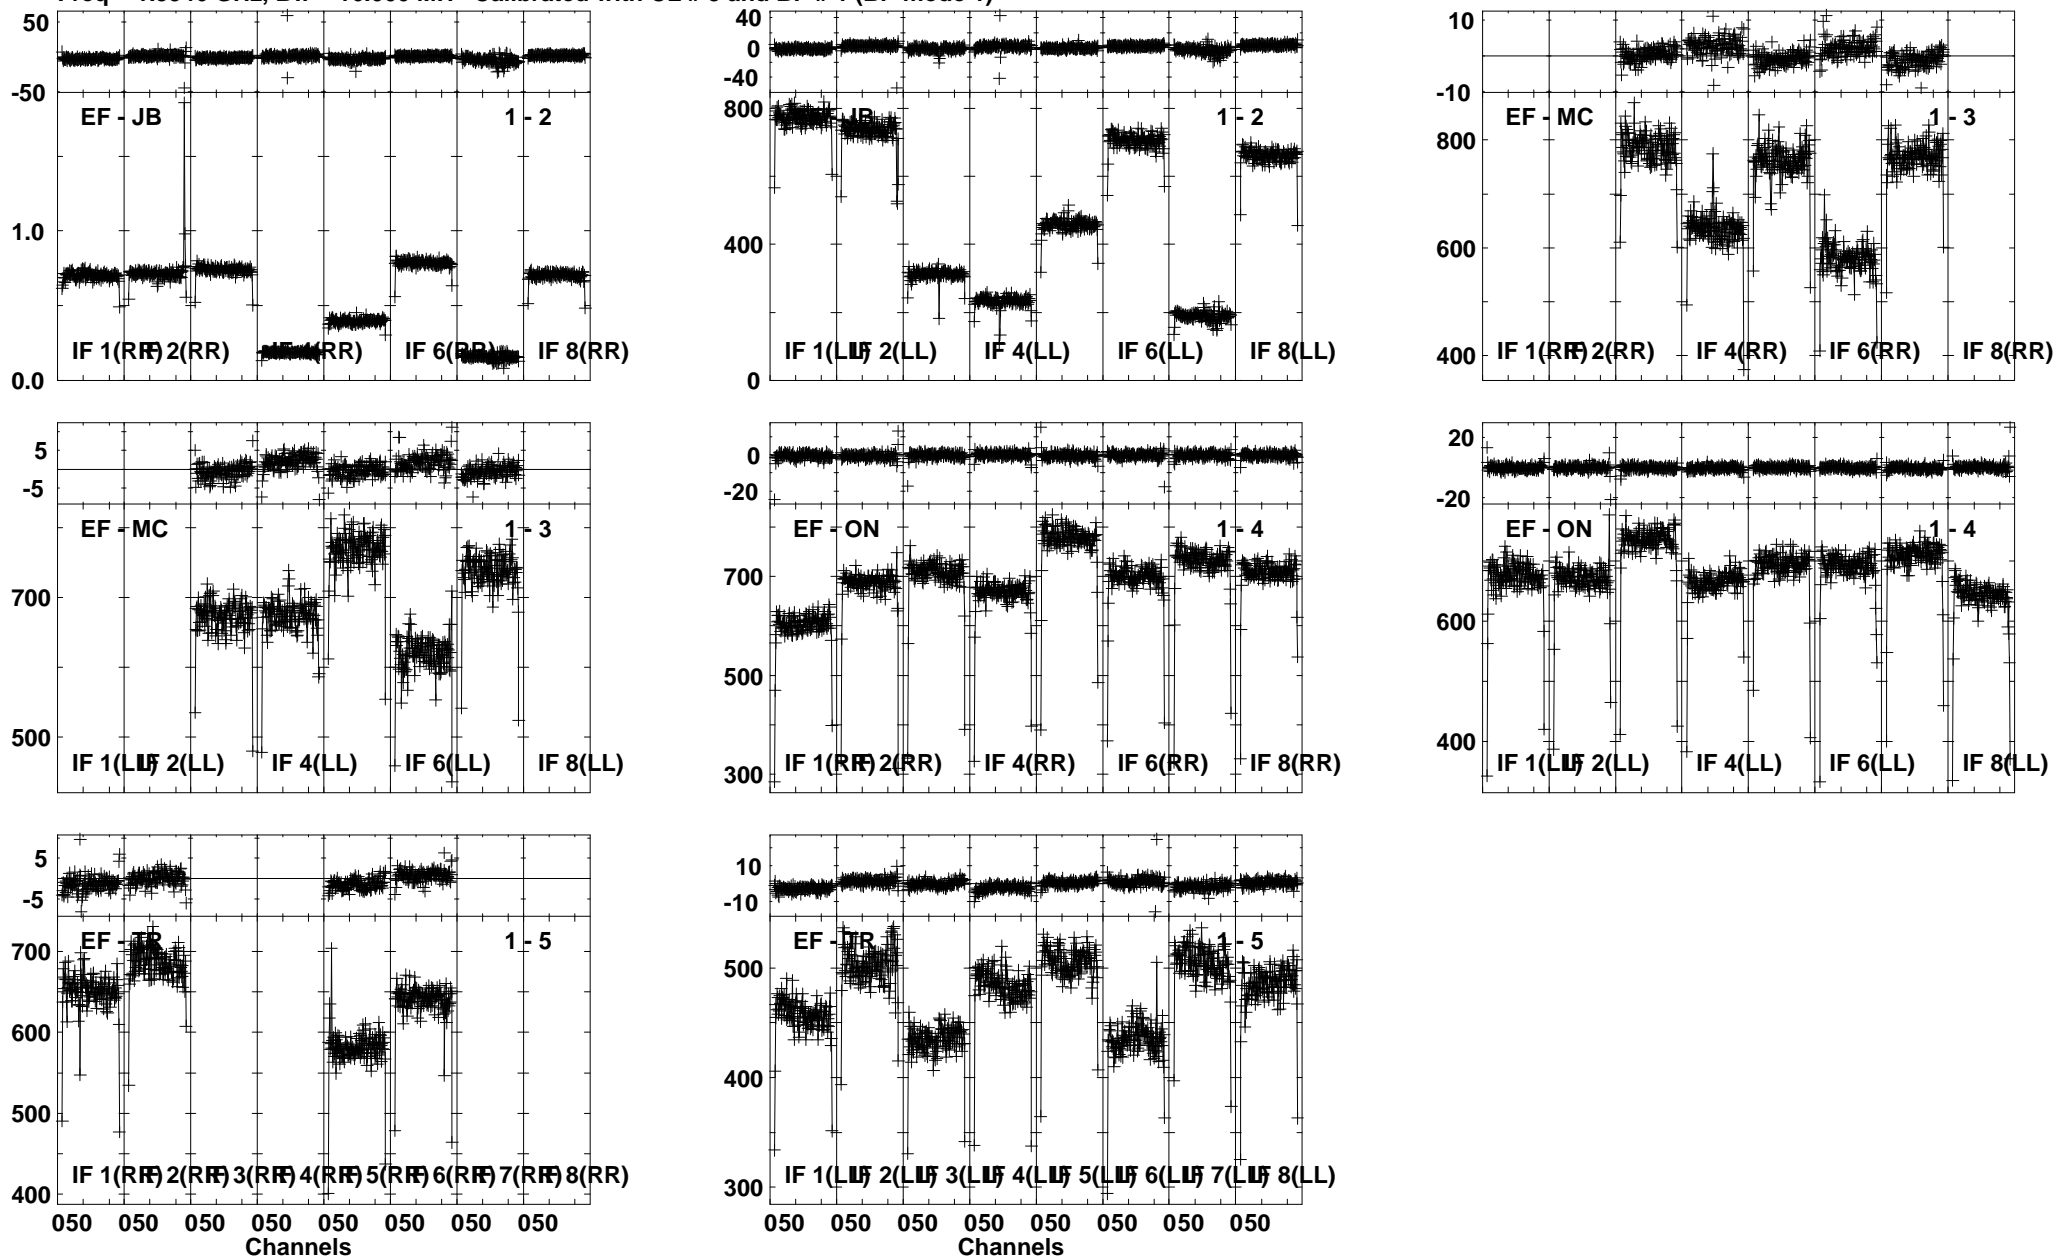 50
-50
EF - JB 1 - 2
1.0
0.0
IF 1(RR) IF 2(RR) IF 4(RR) IF 6(RR) IF 8(RR)
40
0
-40
800
EF - JB 1 - 2
400
0
IF 1(LL) IF 2(LL) IF 4(LL) IF 6(LL) IF 8(LL)
10
-10
EF - MC 1 - 3
800
600
400
IF 1(RR) IF 2(RR) IF 4(RR) IF 6(RR) IF 8(RR)
5
-5
EF - MC 1 - 3
700
500
IF 1(LL) IF 2(LL) IF 4(LL) IF 6(LL) IF 8(LL)
0
-20
EF - ON 1 - 4
700
500
300
IF 1(RR) IF 2(RR) IF 4(RR) IF 6(RR) IF 8(RR)
20
0
-20
EF - ON 1 - 4
600
400
IF 1(LL) IF 2(LL) IF 4(LL) IF 6(LL) IF 8(LL)
5
-5
EF - TR 1 - 5
700
600
500
400
IF 1(RR) IF 2(RR) IF 3(RR) IF 4(RR) IF 5(RR) IF 6(RR) IF 7(RR) IF 8(RR)
050 050 050 050 050 050 050 050
Channels
10
-10
EF - TR 1 - 5
500
400
300
IF 1(LL) IF 2(LL) IF 3(LL) IF 4(LL) IF 5(LL) IF 6(LL) IF 7(LL) IF 8(LL)
050 050 050 050 050 050 050 050
Channels